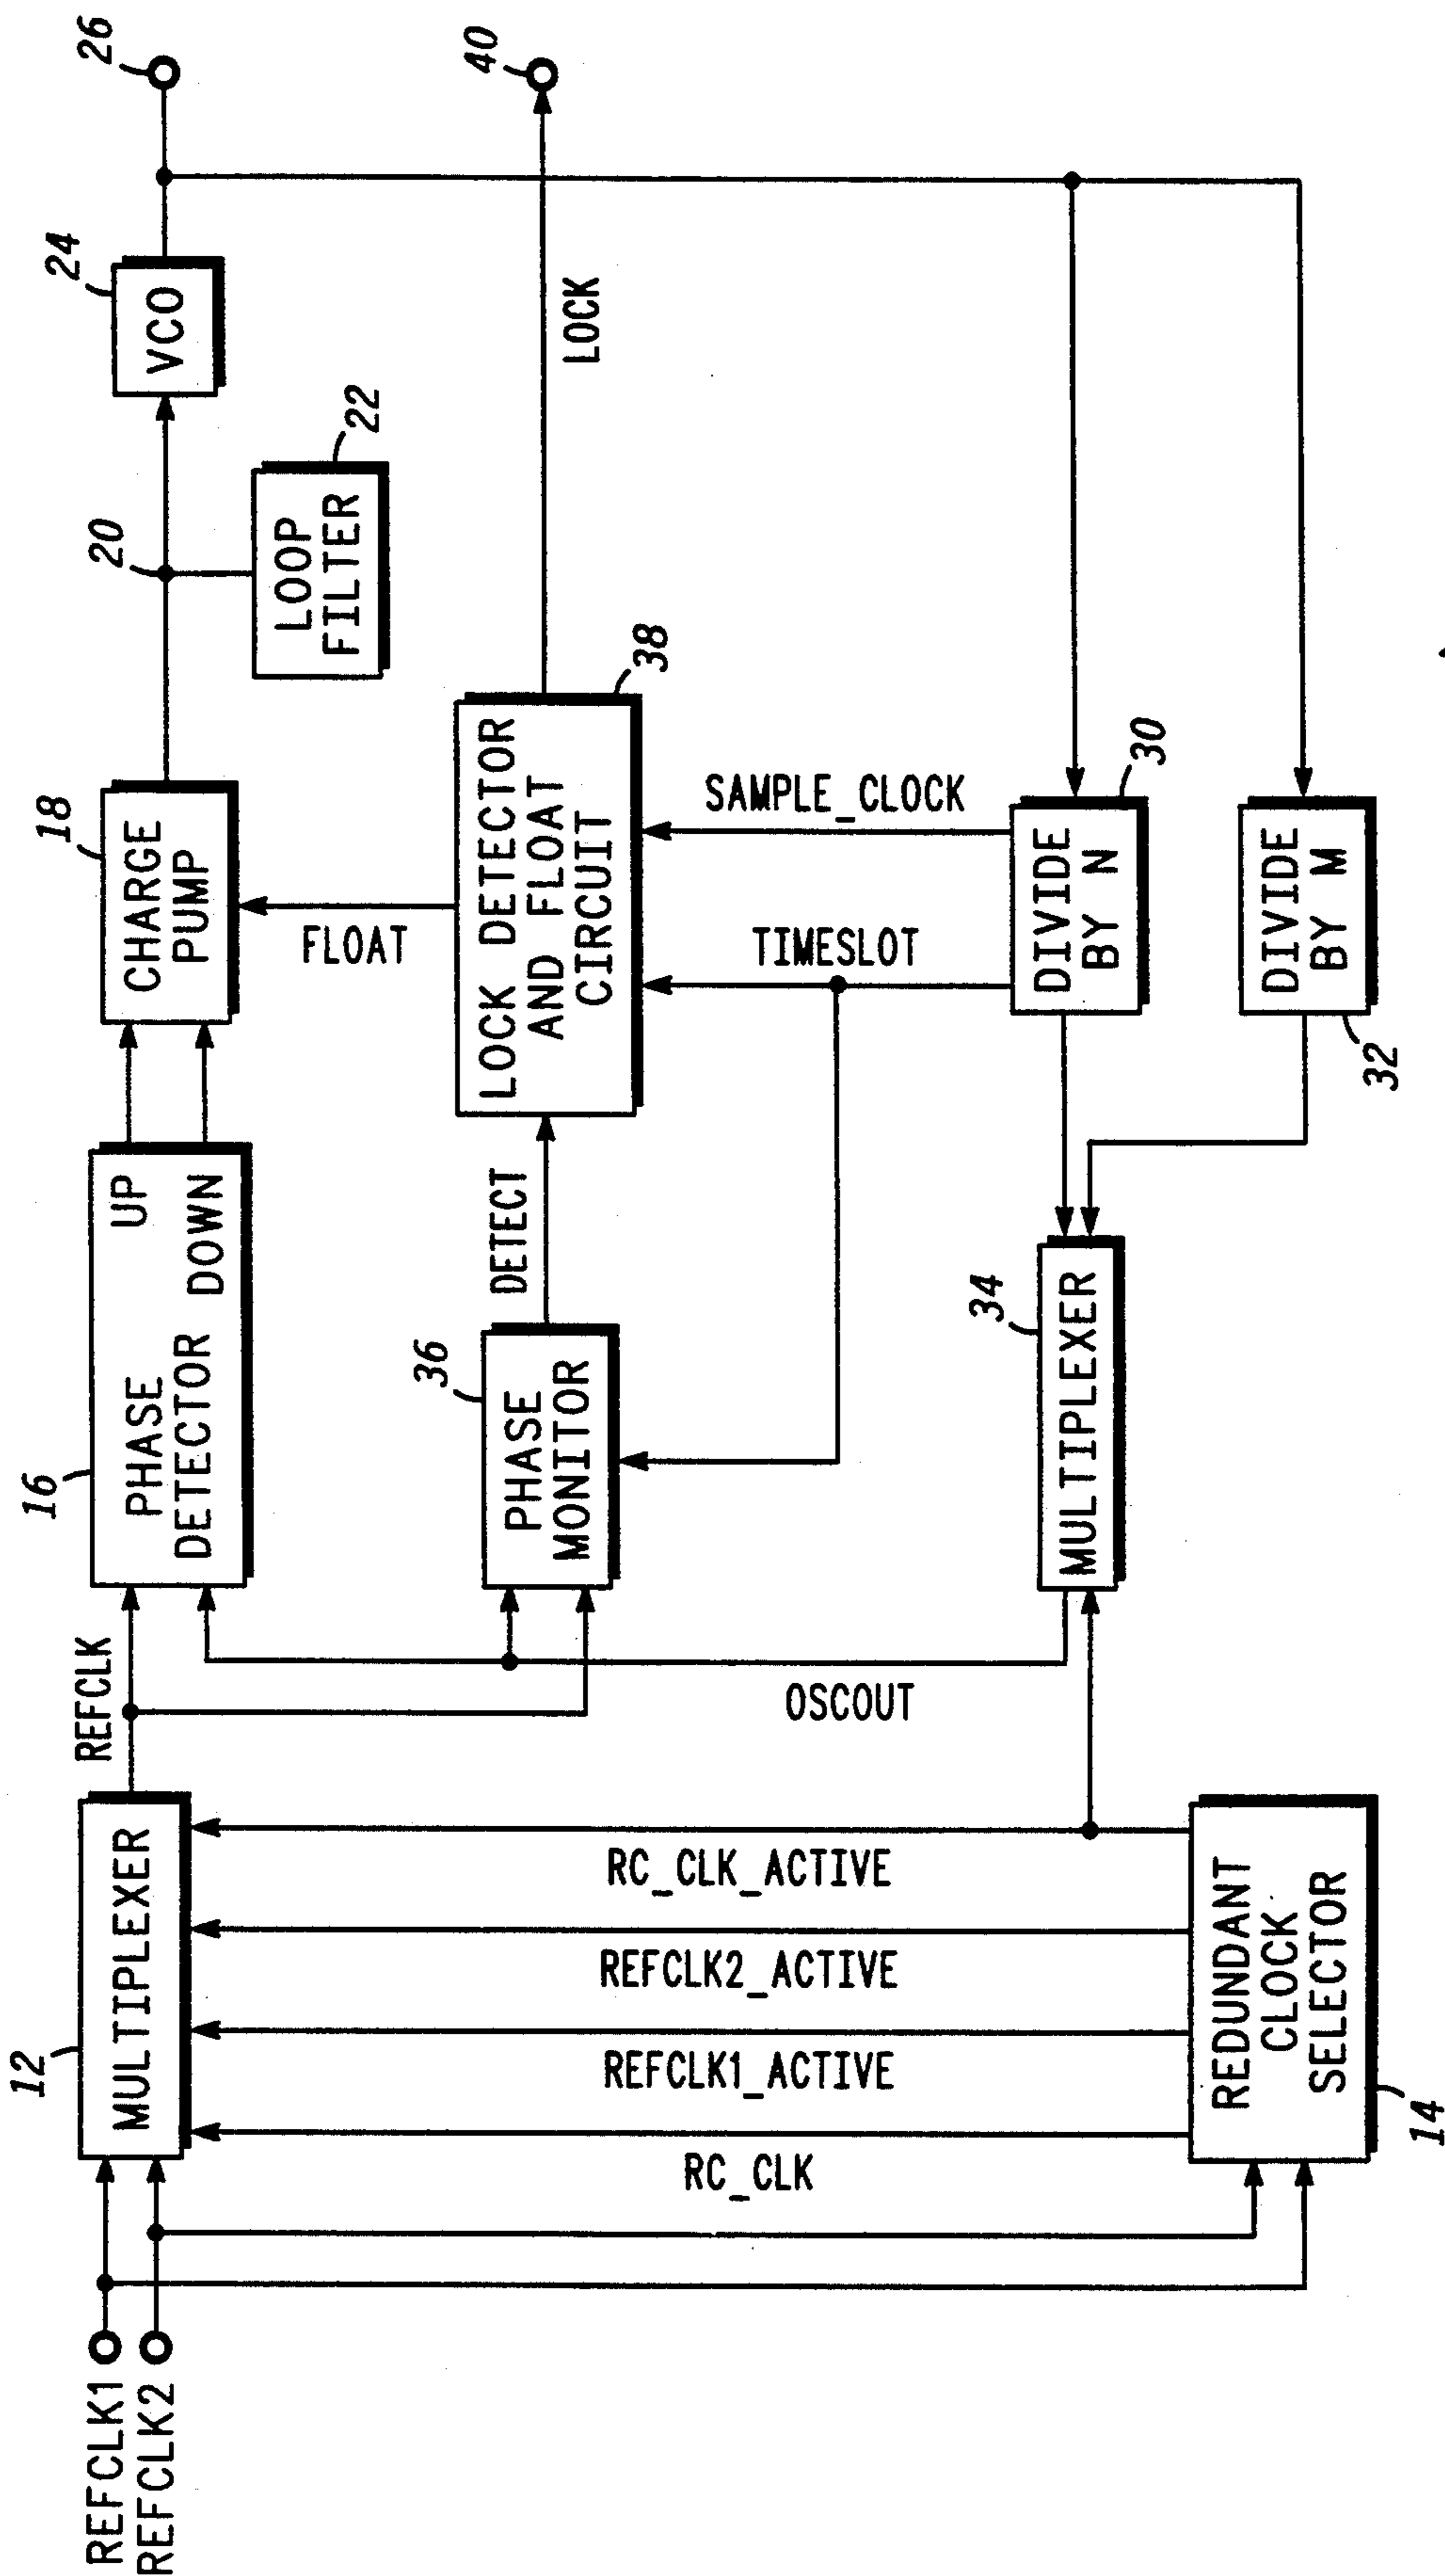 REFCLK1
REFCLK2
12
MULTIPLEXER
REFCLK
16
PHASE
DETECTOR
UP
DOWN
18
CHARGE
PUMP
20
LOOP
FILTER
22
24
VCO
26
RC_CLK
REFCLK1_ACTIVE
REFCLK2_ACTIVE
RC_CLK_ACTIVE
OSCOUT
36
PHASE
MONITOR
DETECT
FLOAT
LOCK DETECTOR
AND FLOAT
CIRCUIT
38
LOCK
40
TIMESLOT
SAMPLE_CLOCK
REDUNDANT
CLOCK
SELECTOR
14
34
MULTIPLEXER
DIVIDE
BY N
30
DIVIDE
BY M
32